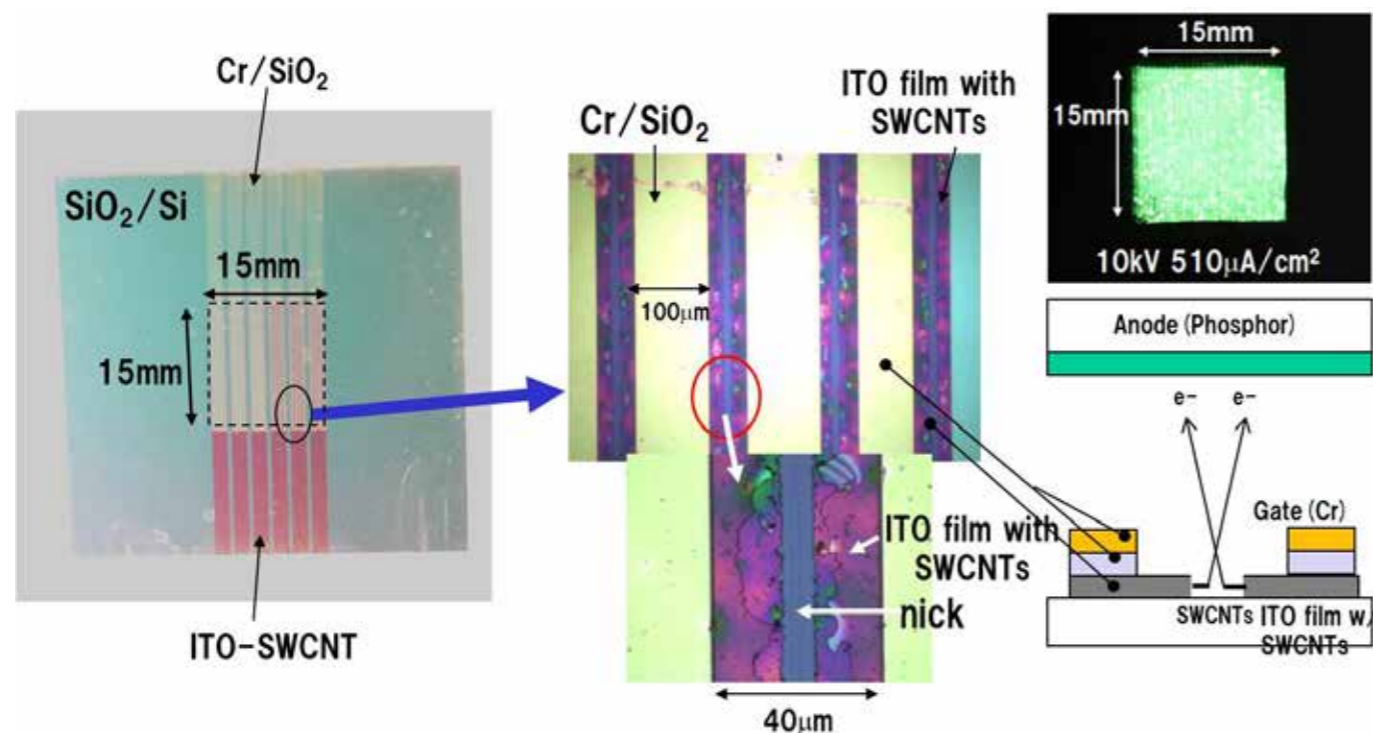 Cr/SiO₂
SiO₂/Si
15mm
15mm
ITO-SWCNT
Cr/SiO₂
ITO film with
SWCNTs
100μm
ITO film with
SWCNTs
nick
40μm
15mm
15mm
10kV 510μA/cm²
Anode (Phosphor)
e-
e-
Gate (Cr)
SWCNTs
ITO film w/
SWCNTs